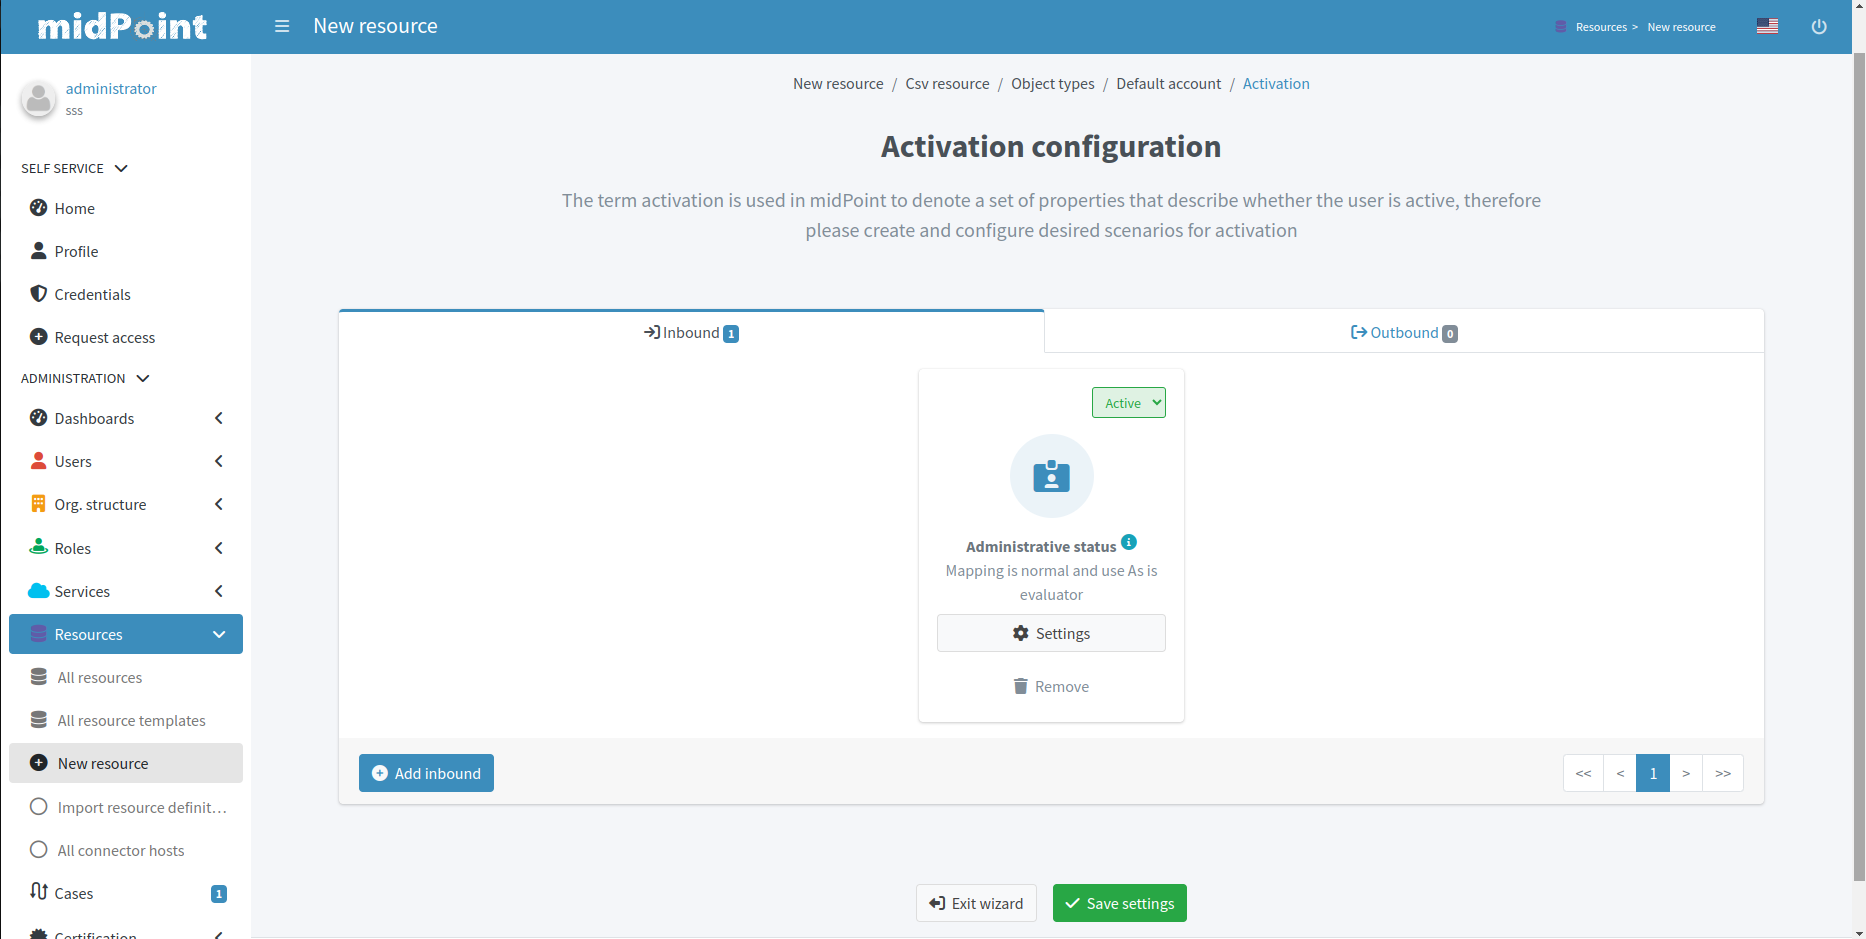 midPoint
New resource
Resources > New resource
administrator
sss
SELF SERVICE
Home
Profile
Credentials
Request access
ADMINISTRATION
Dashboards
Users
Org. structure
Roles
Services
Resources
All resources
All resource templates
New resource
Import resource definit...
All connector hosts
Cases 1
Certification
New resource / Csv resource / Object types / Default account / Activation
Activation configuration
The term activation is used in midPoint to denote a set of properties that describe whether the user is active, therefore
please create and configure desired scenarios for activation
Inbound 1
Outbound 0
Active
Administrative status
Mapping is normal and use As is
evaluator
Settings
Remove
Add inbound
<< < 1 > >>
Exit wizard
Save settings